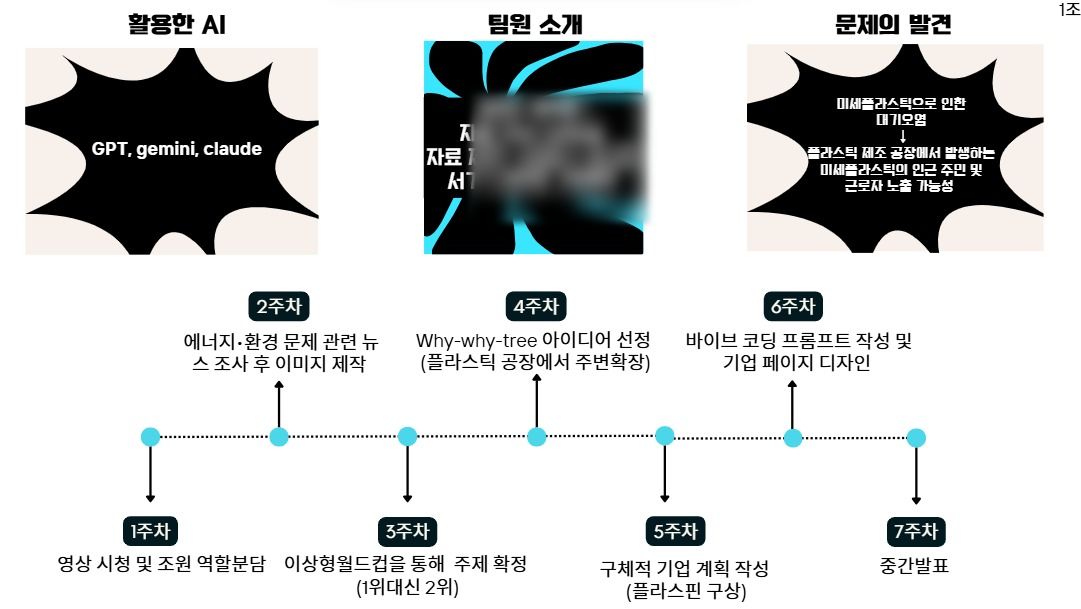 1조
활용한 AI
GPT, gemini, claude
팀원 소개
자료
문제의 발견
미세플라스틱으로 인한
대기오염
↓
플라스틱 제조 공장에서 발생하는
미세플라스틱의 인근 주민 및
근로자 노출 가능성
1주차
영상 시청 및 조원 역할분담
2주차
에너지·환경 문제 관련 뉴
스 조사 후 이미지 제작
3주차
이상형월드컵을 통해 주제 확정
(1위대신 2위)
4주차
Why-why-tree 아이디어 선정
(플라스틱 공장에서 주변확장)
5주차
구체적 기업 계획 작성
(플라스핀 구상)
6주차
바이브 코딩 프롬프트 작성 및
기업 페이지 디자인
7주차
중간발표